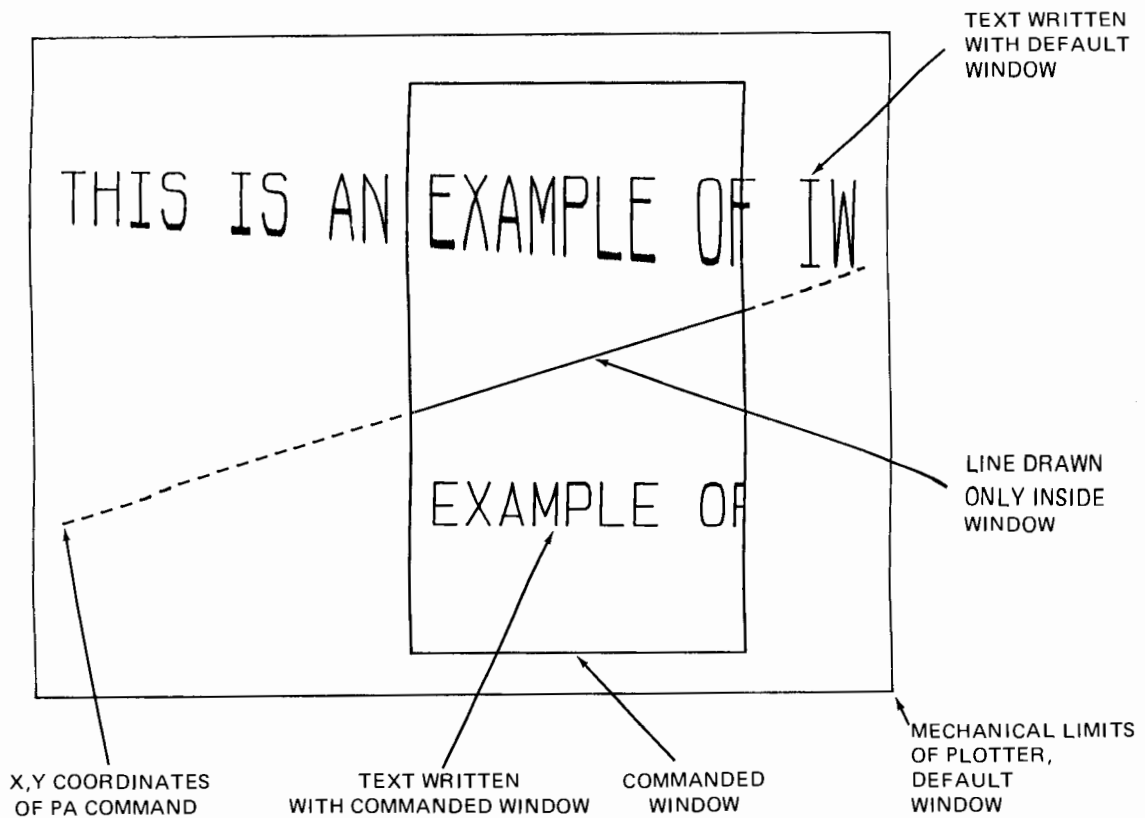 TEXT WRITTEN
WITH DEFAULT
WINDOW
THIS IS AN EXAMPLE OF IW
LINE DRAWN
ONLY INSIDE
WINDOW
EXAMPLE OF
X,Y COORDINATES
OF PA COMMAND
TEXT WRITTEN
WITH COMMANDED WINDOW
COMMANDED
WINDOW
MECHANICAL LIMITS
OF PLOTTER,
DEFAULT
WINDOW